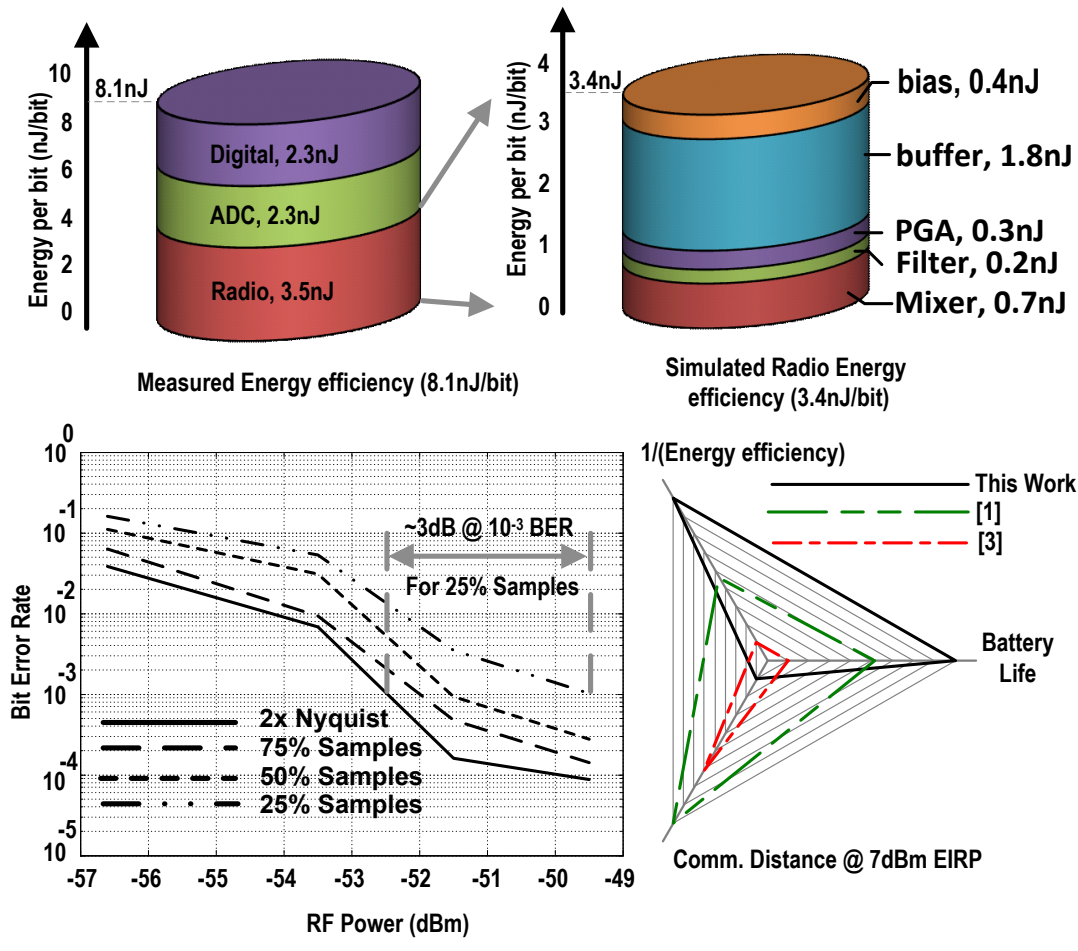 Energy per bit (nJ/bit)
10
8
6
4
2
0
8.1nJ
Digital, 2.3nJ
ADC, 2.3nJ
Radio, 3.5nJ
Measured Energy efficiency (8.1nJ/bit)
Energy per bit (nJ/bit)
4
3
2
1
0
3.4nJ
bias, 0.4nJ
buffer, 1.8nJ
PGA, 0.3nJ
Filter, 0.2nJ
Mixer, 0.7nJ
Simulated Radio Energy
efficiency (3.4nJ/bit)
Bit Error Rate
10 0
10 -1
10 -2
10 -3
10 -4
10 -5
~3dB @ 10-3 BER
For 25% Samples
2x Nyquist
75% Samples
50% Samples
25% Samples
-57 -56 -55 -54 -53 -52 -51 -50 -49
RF Power (dBm)
1/(Energy efficiency)
This Work
[1]
[3]
Battery
Life
Comm. Distance @ 7dBm EIRP